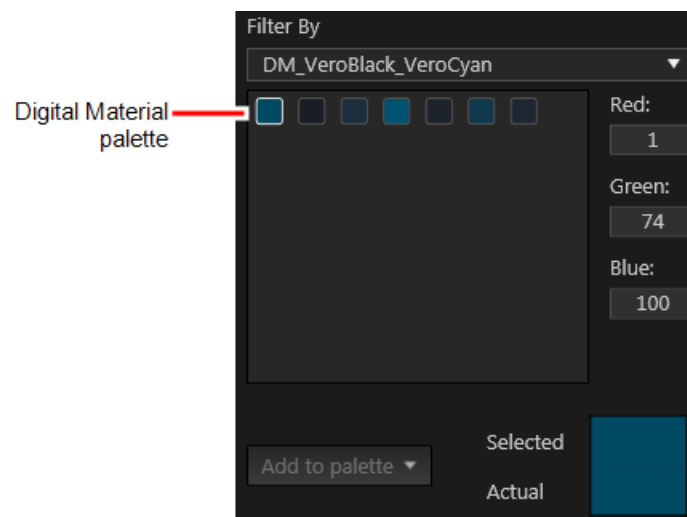 Filter By
DM_VeroBlack_VeroCyan
Digital Material
palette
Red:
1
Green:
74
Blue:
100
Add to palette
Selected
Actual